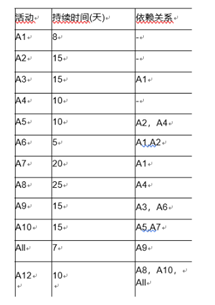 活动 持续时间(天) 依赖关系
A1 8 --
A2 15 --
A3 15 A1
A4 10 --
A5 10 A2，A4
A6 5 A1,A2
A7 20 A1
A8 25 A4
A9 15 A3，A6
A10 15 A5,A7
All 7 A9
A12 10 A8，A10，
All